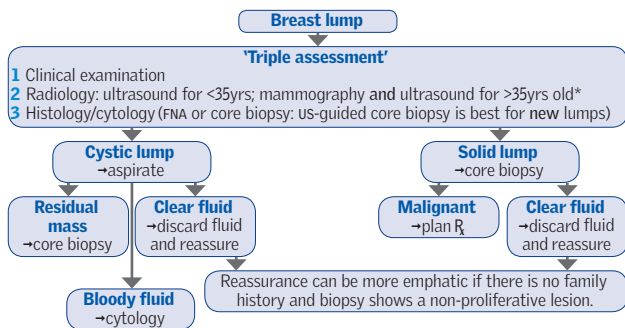 Breast lump
‘Triple assessment’
1 Clinical examination
2 Radiology: ultrasound for <35yrs; mammography and ultrasound for >35yrs old*
3 Histology/cytology (FNA or core biopsy: US-guided core biopsy is best for new lumps)
Cystic lump
→aspirate
Solid lump
→core biopsy
Residual
mass
→core biopsy
Clear fluid
→discard fluid
and reassure
Malignant
→plan ℞
Clear fluid
→discard fluid
and reassure
Bloody fluid
→cytology
Reassurance can be more emphatic if there is no family
history and biopsy shows a non-proliferative lesion.